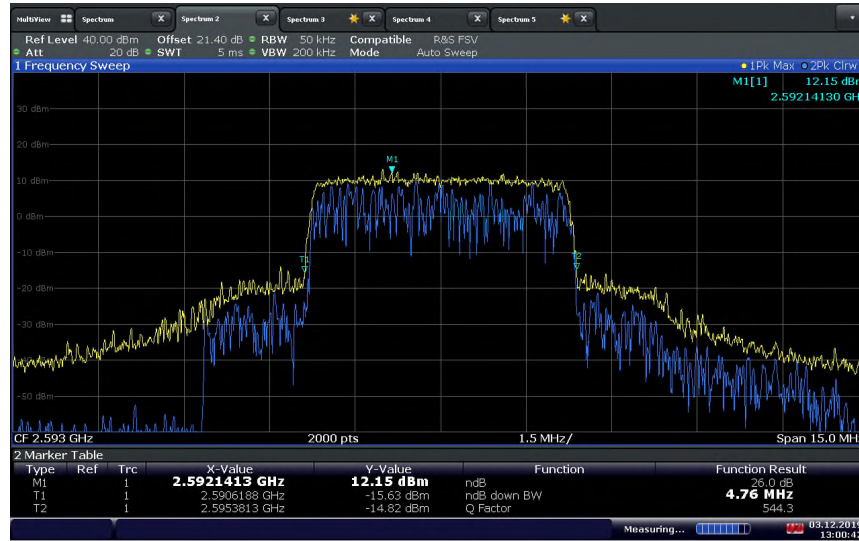 MultiView Spectrum X Spectrum 2 X Spectrum 3 X Spectrum 4 X Spectrum 5 X
Ref Level 40.00 dBm Offset 21.40 dB RBW 50 kHz Compatible R&S FSV
Att 20 dB SWT 5 ms VBW 200 kHz Mode Auto Sweep
1 Frequency Sweep 1Pk Max 2Pk Clrw
M1[1] 12.15 dBr
2.59214130 GH
30 dBm
20 dBm
M1
10 dBm
0 dBm
-10 dBm
T1 T2
-20 dBm
-30 dBm
-50 dBm
CF 2.593 GHz 2000 pts 1.5 MHz/ Span 15.0 MH
2 Marker Table
Type Ref Trc X-Value Y-Value Function Function Result
M1 1 2.5921413 GHz 12.15 dBm ndB 26.0 dB
T1 1 2.5906188 GHz -15.63 dBm ndB down BW 4.76 MHz
T2 1 2.5953813 GHz -14.82 dBm Q Factor 544.3
Measuring... 03.12.2019
13:00:42